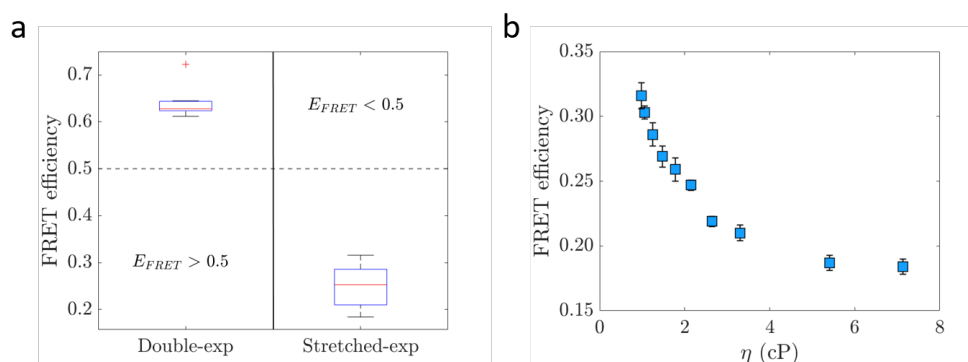 a
FRET efficiency
0.7
0.6
0.5
0.4
0.3
0.2
E_FRET < 0.5
E_FRET > 0.5
Double-exp
Stretched-exp
b
FRET efficiency
0.35
0.30
0.25
0.20
0.15
0
2
4
6
8
η (cP)